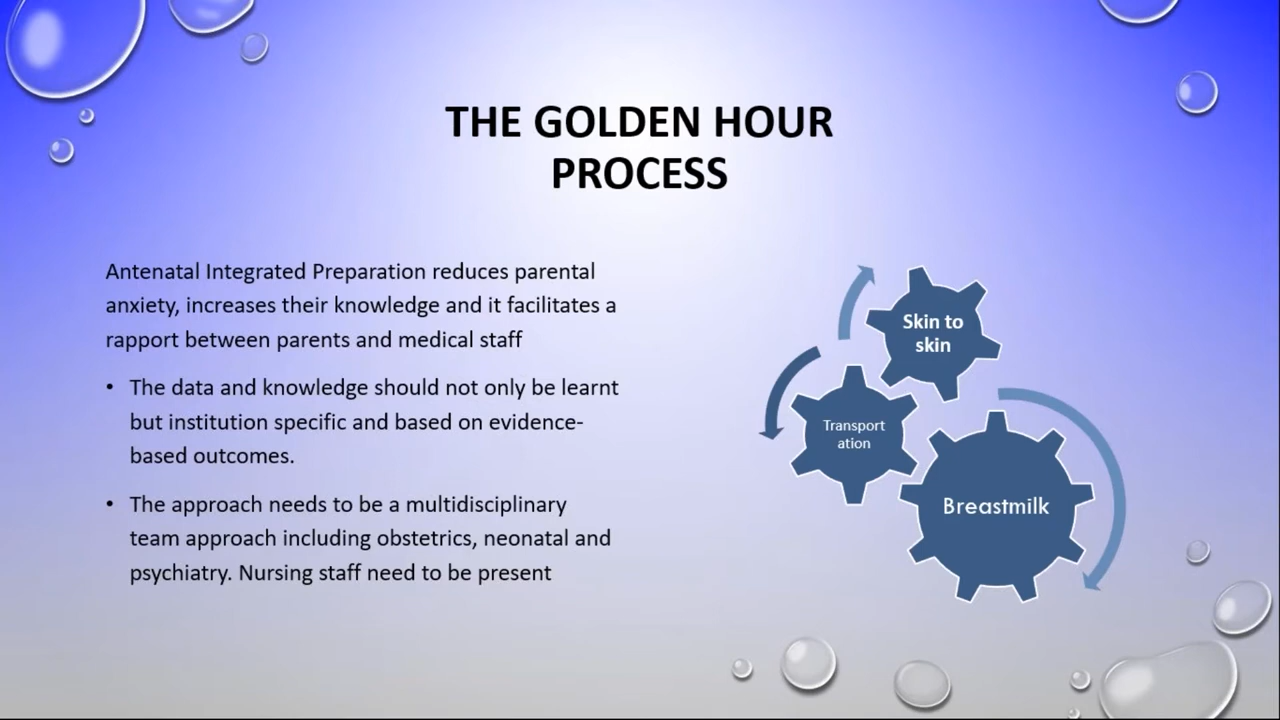 THE GOLDEN HOUR
PROCESS
Antenatal Integrated Preparation reduces parental
anxiety, increases their knowledge and it facilitates a
rapport between parents and medical staff
• The data and knowledge should not only be learnt
but institution specific and based on evidence-
based outcomes.
• The approach needs to be a multidisciplinary
team approach including obstetrics, neonatal and
psychiatry. Nursing staff need to be present
Skin to
skin
Transport
ation
Breastmilk